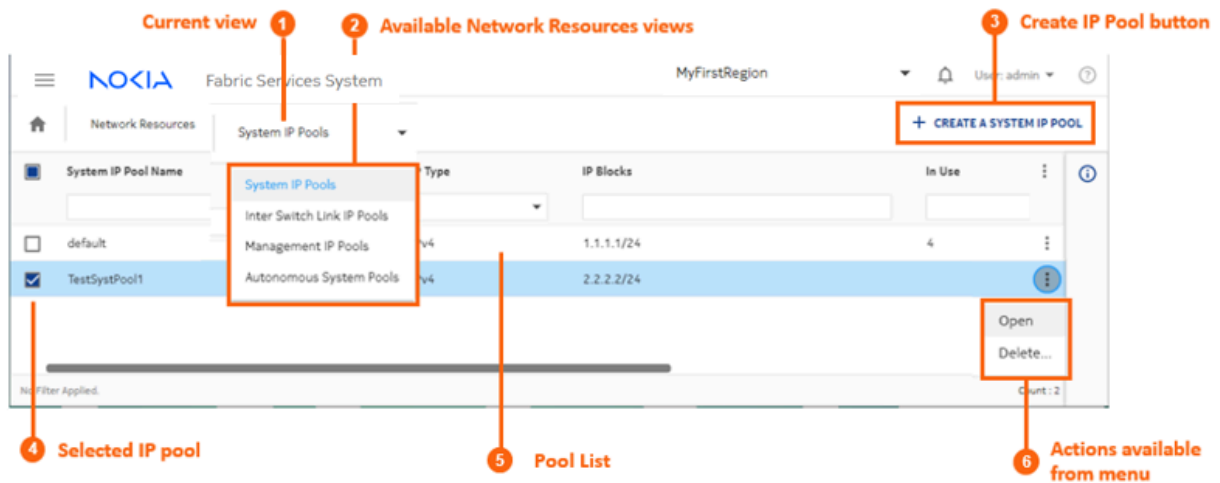 Current view 1
2 Available Network Resources views
3 Create IP Pool button
NOKIA Fabric Services System
MyFirstRegion
User: admin
?
Network Resources
System IP Pools
+ CREATE A SYSTEM IP POOL
System IP Pool Name
Type
IP Blocks
In Use
System IP Pools
Inter Switch Link IP Pools
Management IP Pools
Autonomous System Pools
default
v4
1.1.1.1/24
4
TestSystPool1
v4
2.2.2.2/24
Open
Delete...
No Filter Applied.
Count : 2
4 Selected IP pool
5 Pool List
6 Actions available
from menu